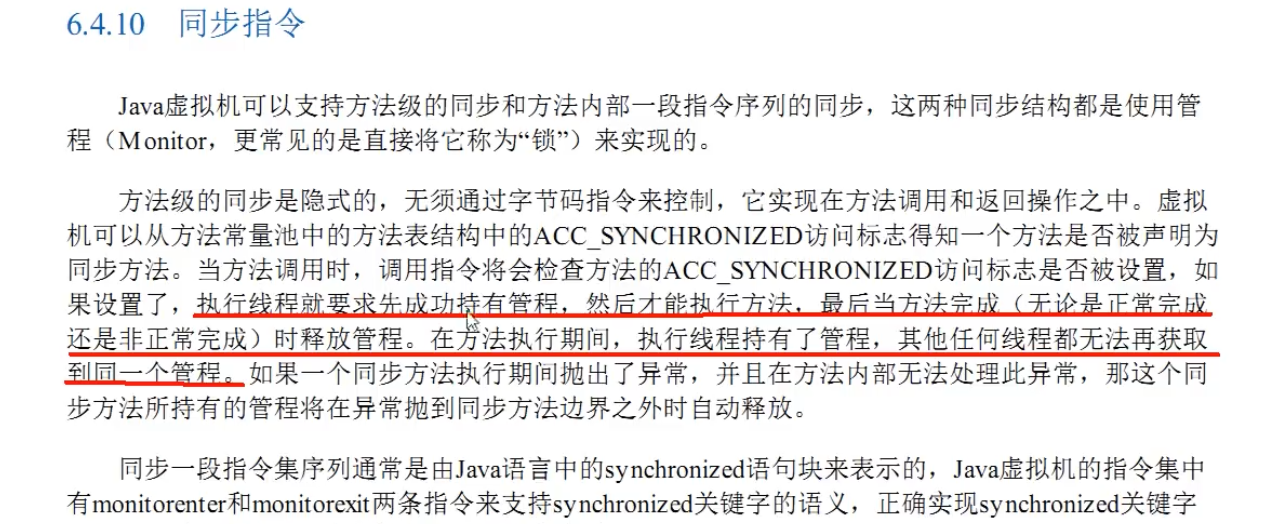 6.4.10 同步指令
Java虚拟机可以支持方法级的同步和方法内部一段指令序列的同步，这两种同步结构都是使用管
程（Monitor，更常见的是直接将它称为“锁”）来实现的。
方法级的同步是隐式的，无须通过字节码指令来控制，它实现在方法调用和返回操作之中。虚拟
机可以从方法常量池中的方法表结构中的ACC_SYNCHRONIZED访问标志得知一个方法是否被声明为
同步方法。当方法调用时，调用指令将会检查方法的ACC_SYNCHRONIZED访问标志是否被设置，如
果设置了，执行线程就要求先成功持有管程，然后才能执行方法，最后当方法完成（无论是正常完成
还是非正常完成）时释放管程。在方法执行期间，执行线程持有了管程，其他任何线程都无法再获取
到同一个管程。如果一个同步方法执行期间抛出了异常，并且在方法内部无法处理此异常，那这个同
步方法所持有的管程将在异常抛到同步方法边界之外时自动释放。
同步一段指令集序列通常是由Java语言中的synchronized语句块来表示的，Java虚拟机的指令集中
有monitorenter和monitorexit两条指令来支持synchronized关键字的语义，正确实现synchronized关键字